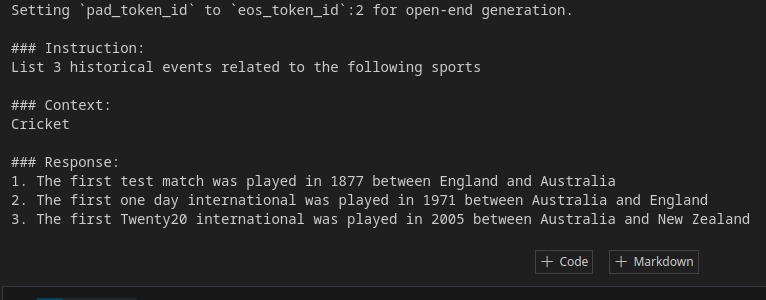 Setting `pad_token_id` to `eos_token_id`:2 for open-end generation.
### Instruction:
List 3 historical events related to the following sports
### Context:
Cricket
### Response:
1. The first test match was played in 1877 between England and Australia
2. The first one day international was played in 1971 between Australia and England
3. The first Twenty20 international was played in 2005 between Australia and New Zealand
+ Code + Markdown